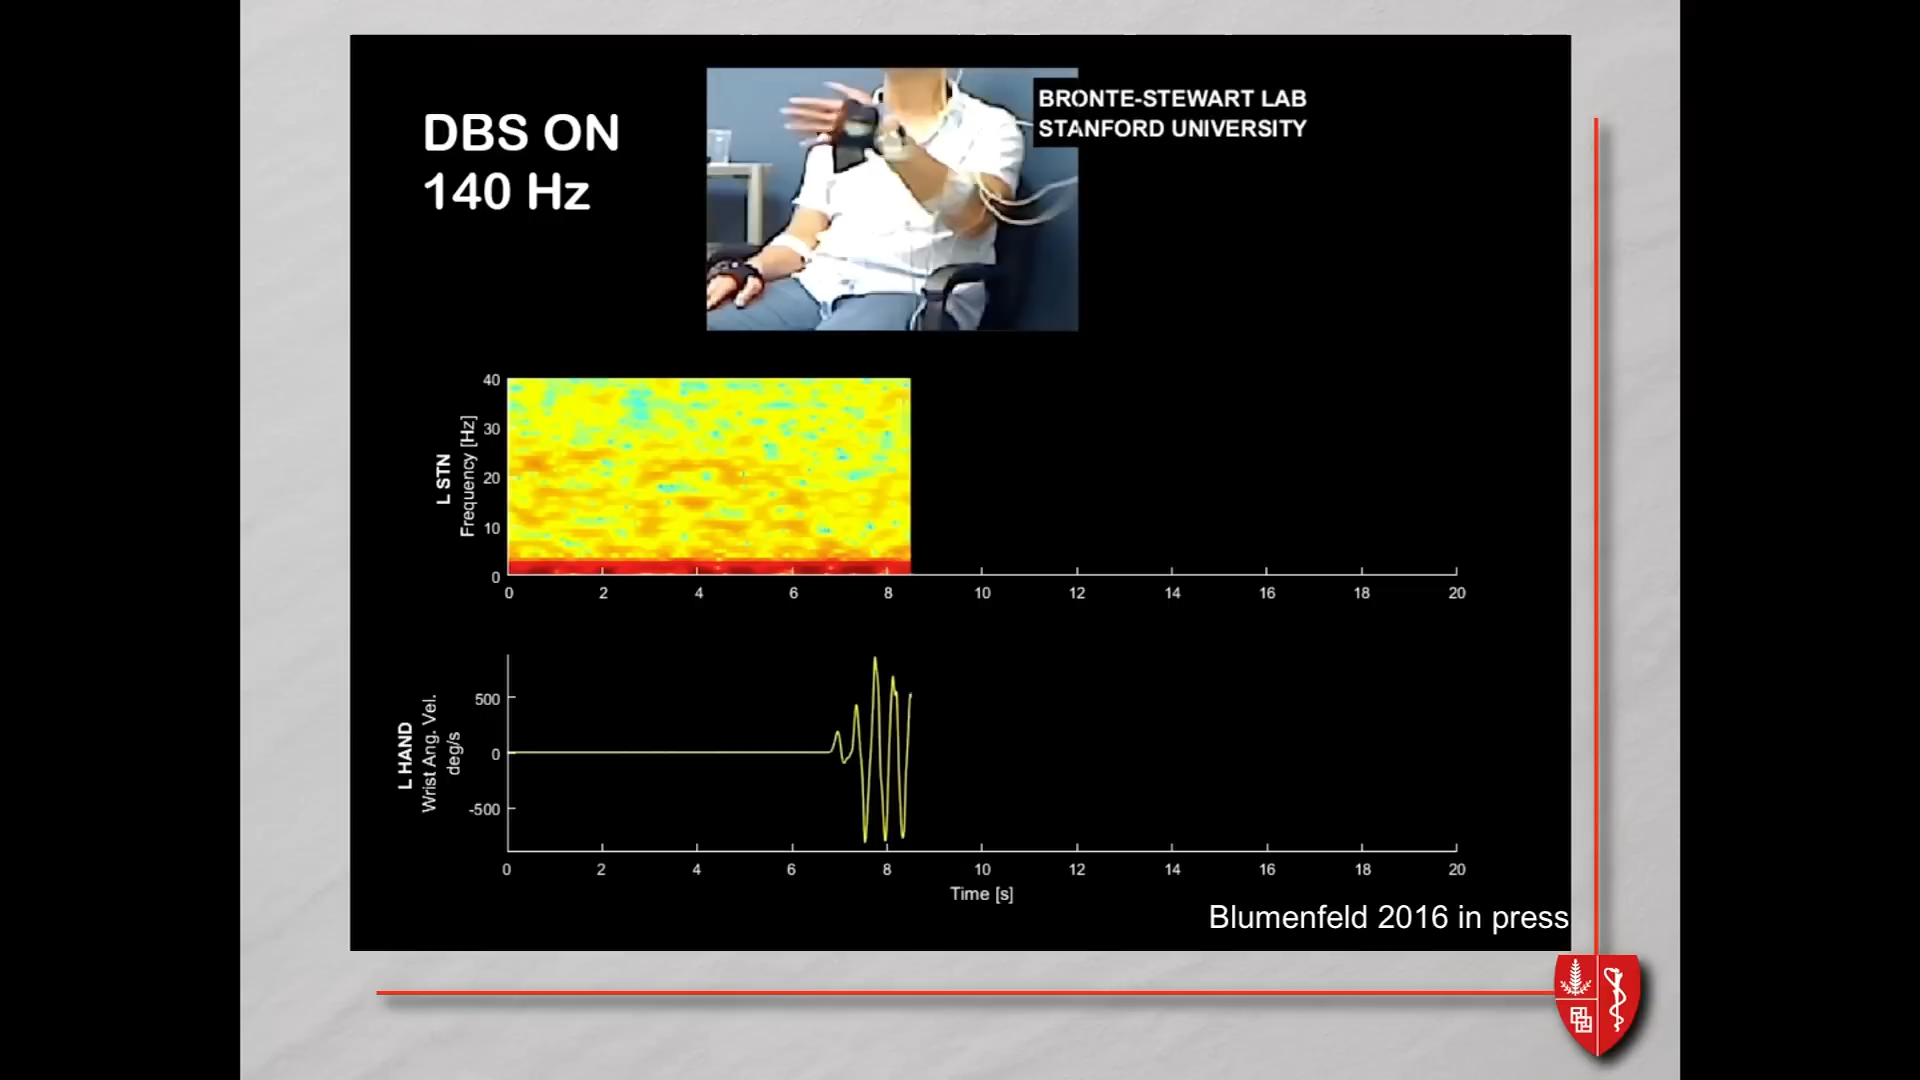 DBS ON
140 Hz
BRONTE-STEWART LAB
STANFORD UNIVERSITY
L STN
Frequency [Hz]
40
30
20
10
0
0 2 4 6 8 10 12 14 16 18 20
L HAND
Wrist Ang. Vel.
deg/s
500
0
-500
0 2 4 6 8 10 12 14 16 18 20
Time [s]
Blumenfeld 2016 in press